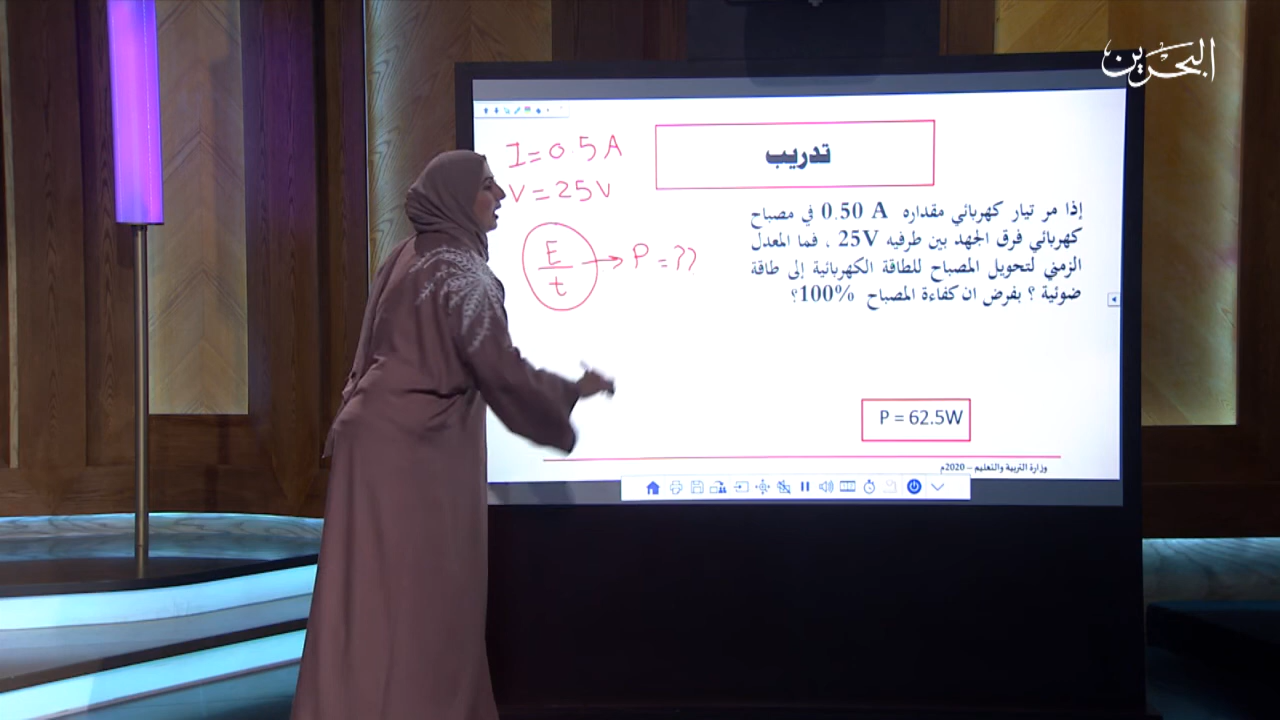 البحرين
تدريب
إذا مر تيار كهربائي مقداره 0.50 A في مصباح
كهربائي فرق الجهد بين طرفيه 25V ، فما المعدل
الزمني لتحويل المصباح للطاقة الكهربائية إلى طاقة
ضوئية ؟ بفرض ان كفاءة المصباح 100%؟
I = 0.5 A
V = 25 V
E/t → P = ??
P = 62.5W
وزارة التربية والتعليم – 2020م